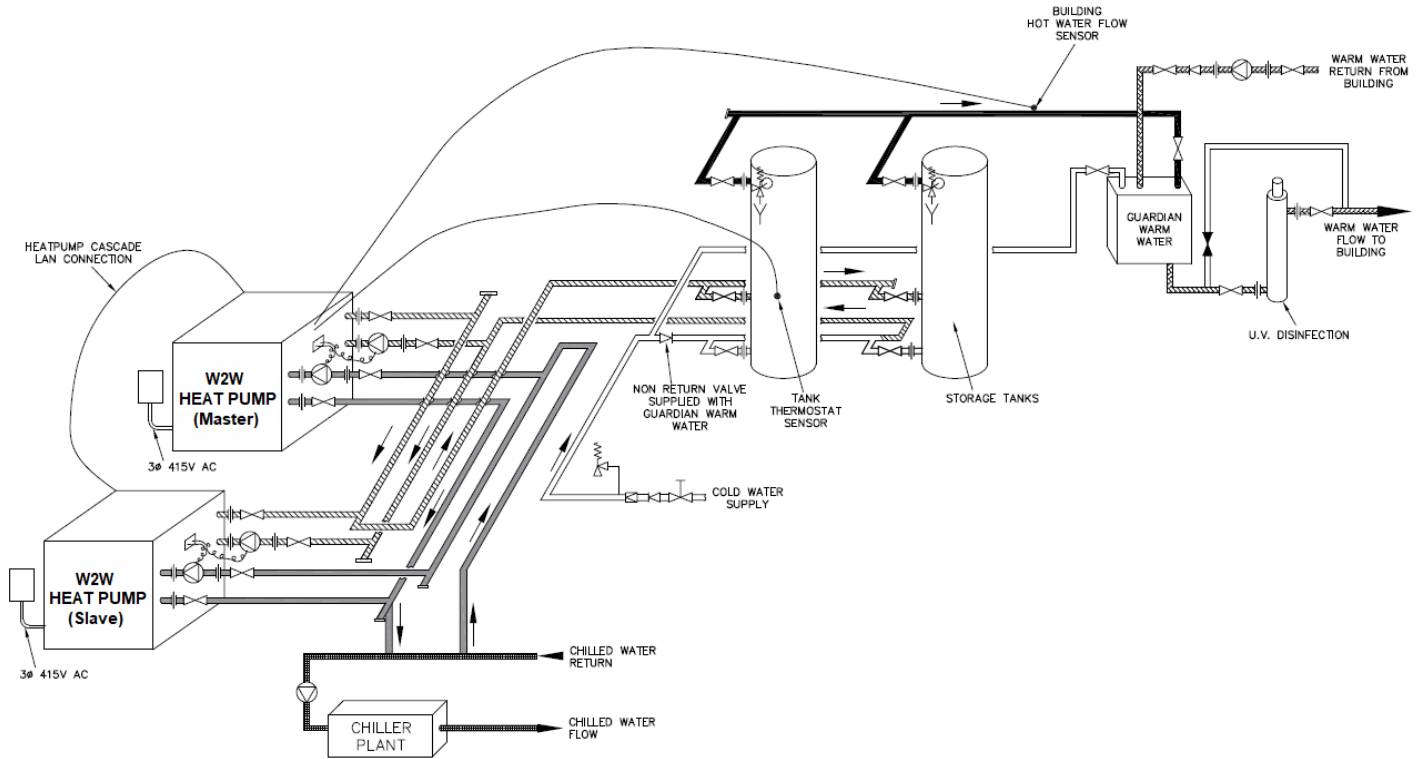 BUILDING
HOT WATER FLOW
SENSOR
WARM WATER
RETURN FROM
BUILDING
HEATPUMP CASCADE
LAN CONNECTION
GUARDIAN
WARM
WATER
WARM WATER
FLOW TO
BUILDING
U.V. DISINFECTION
W2W
HEAT PUMP
(Master)
3ø 415V AC
NON RETURN VALVE
SUPPLIED WITH
GUARDIAN WARM
WATER
TANK
THERMOSTAT
SENSOR
STORAGE TANKS
COLD WATER
SUPPLY
W2W
HEAT PUMP
(Slave)
3ø 415V AC
CHILLED WATER
RETURN
CHILLER
PLANT
CHILLED WATER
FLOW